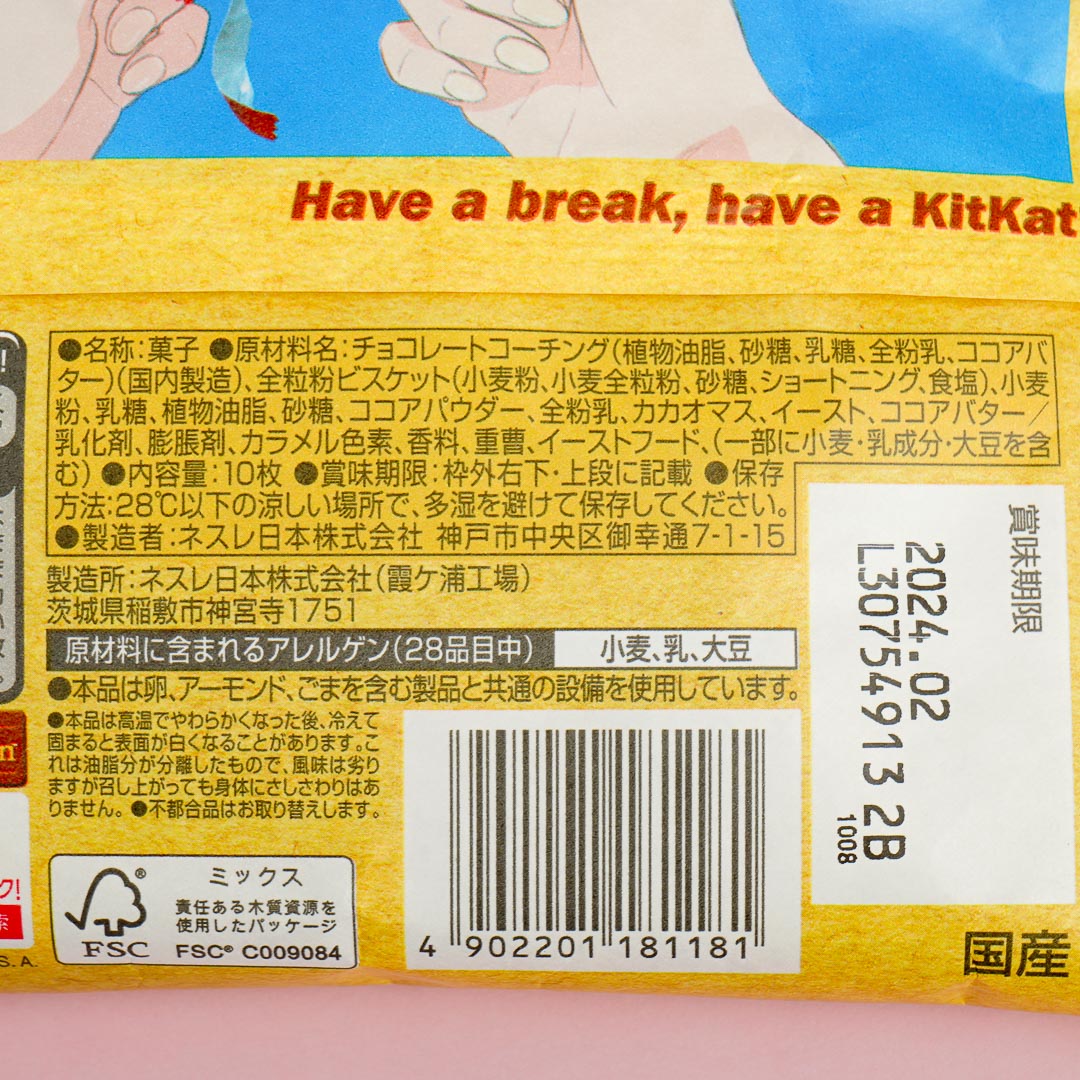 Have a break, have a KitKat
●名称:菓子 ●原材料名:チョコレートコーチング(植物油脂、砂糖、乳糖、全粉乳、ココアバ
ター)(国内製造)、全粒粉ビスケット(小麦粉、小麦全粒粉、砂糖、ショートニング、食塩)、小麦
粉、乳糖、植物油脂、砂糖、ココアパウダー、全粉乳、カカオマス、イースト、ココアバター/
乳化剤、膨脹剤、カラメル色素、香料、重曹、イーストフード、(一部に小麦・乳成分・大豆を含
む) ●内容量:10枚 ●賞味期限:枠外右下・上段に記載 ●保存
方法:28℃以下の涼しい場所で、多湿を避けて保存してください。
●製造者:ネスレ日本株式会社 神戸市中央区御幸通7-1-15
製造所:ネスレ日本株式会社(霞ケ浦工場)
茨城県稲敷市神宮寺1751
原材料に含まれるアレルゲン(28品目中) 小麦、乳、大豆
●本品は卵、アーモンド、ごまを含む製品と共通の設備を使用しています。
●本品は高温でやわらかくなった後、冷えて
固まると表面が白くなることがあります。こ
れは油脂分が分離したもので、風味は劣り
ますが召し上がっても身体にさしさわりはあ
りません。 ●不都合品はお取り替えします。
賞味期限
2024.02
L30754913 2B
1008
FSC®
ミックス
責任ある木質資源を
使用したパッケージ
FSC® C009084
4 902201 181181
国産
S.A.